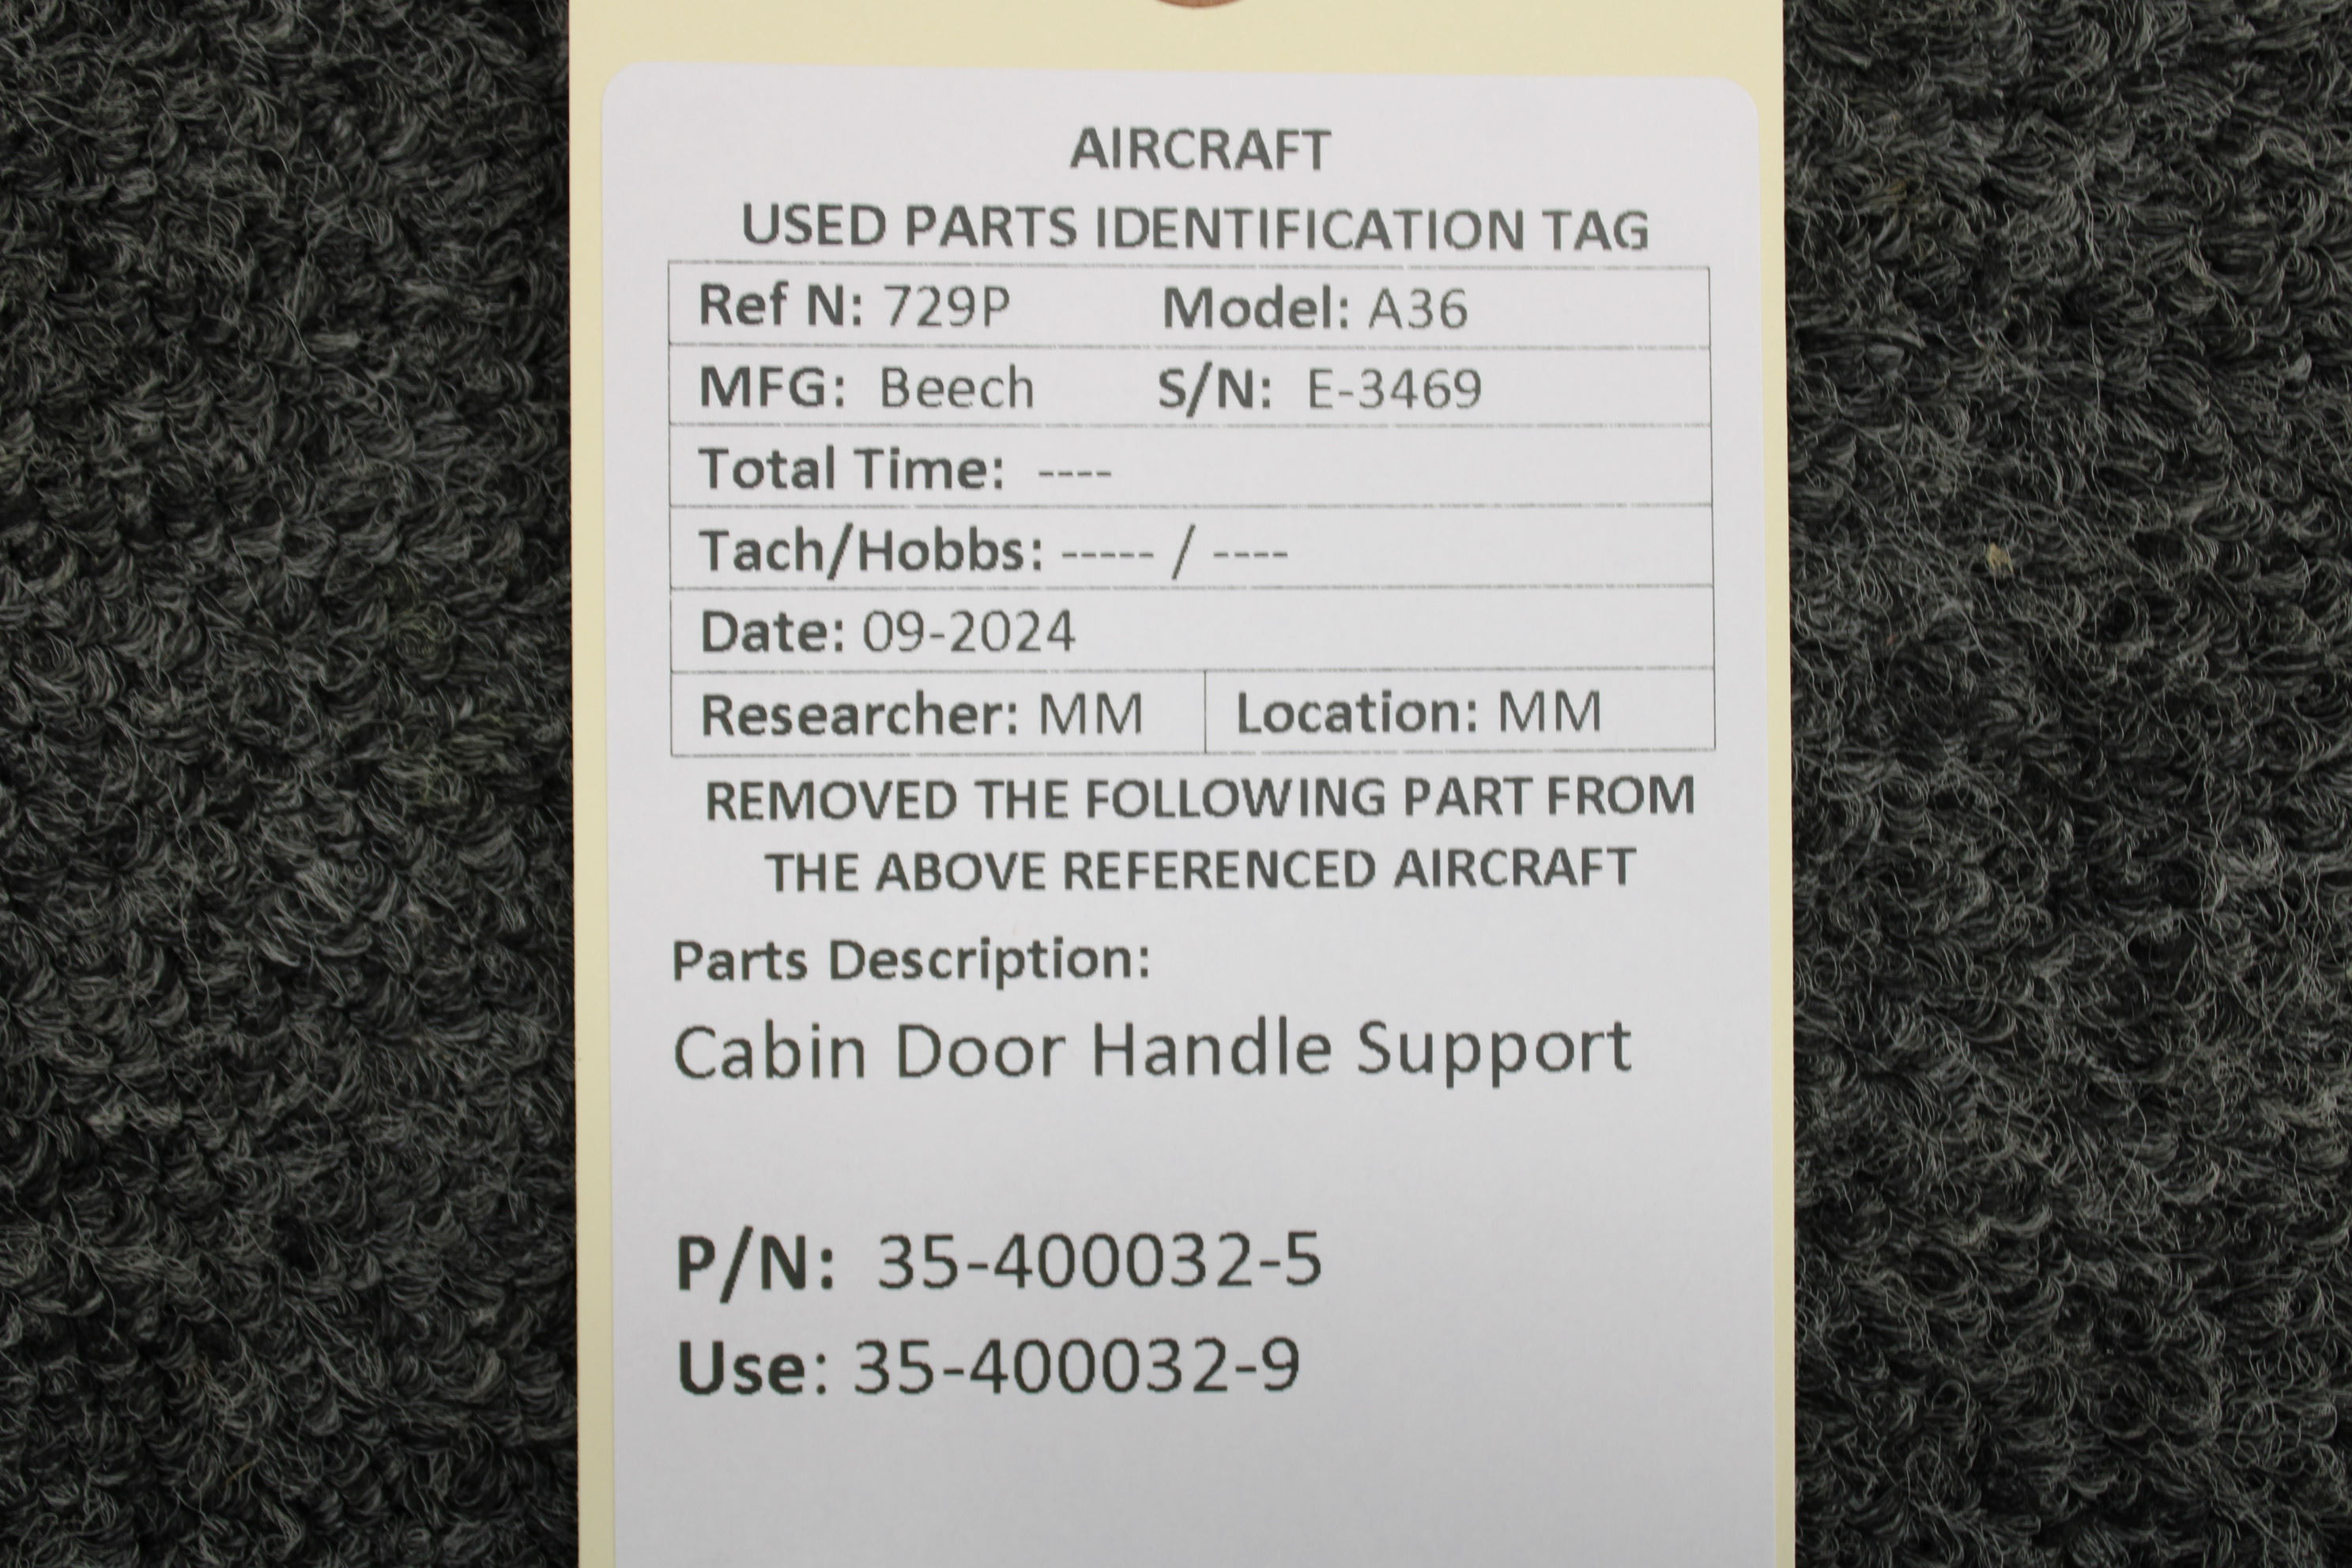 AIRCRAFT
USED PARTS IDENTIFICATION TAG
Ref N: 729P Model: A36
MFG: Beech S/N: E-3469
Total Time: ----
Tach/Hobbs: ----- / ----
Date: 09-2024
Researcher: MM Location: MM
REMOVED THE FOLLOWING PART FROM
THE ABOVE REFERENCED AIRCRAFT
Parts Description:
Cabin Door Handle Support
P/N: 35-400032-5
Use: 35-400032-9